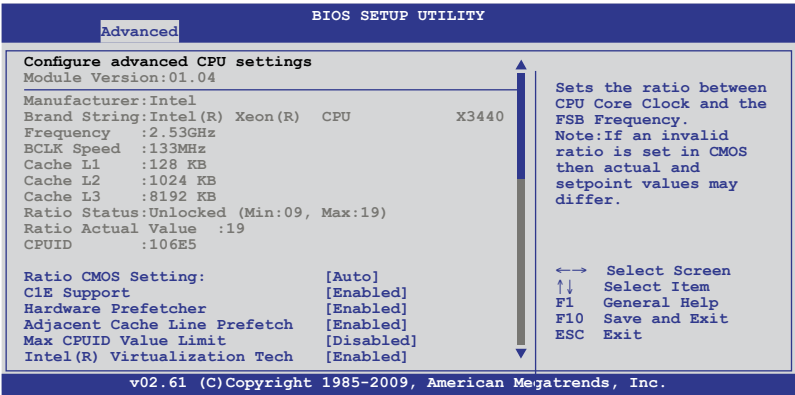 BIOS SETUP UTILITY
Advanced
Configure advanced CPU settings
Module Version:01.04
Manufacturer:Intel
Brand String:Intel(R) Xeon(R) CPU X3440
Frequency :2.53GHz
BCLK Speed :133MHz
Cache L1 :128 KB
Cache L2 :1024 KB
Cache L3 :8192 KB
Ratio Status:Unlocked (Min:09, Max:19)
Ratio Actual Value :19
CPUID :106E5
Ratio CMOS Setting: [Auto]
C1E Support [Enabled]
Hardware Prefetcher [Enabled]
Adjacent Cache Line Prefetch [Enabled]
Max CPUID Value Limit [Disabled]
Intel(R) Virtualization Tech [Enabled]
Sets the ratio between
CPU Core Clock and the
FSB Frequency.
Note:If an invalid
ratio is set in CMOS
then actual and
setpoint values may
differ.
←→ Select Screen
↑↓ Select Item
F1 General Help
F10 Save and Exit
ESC Exit
v02.61 (C)Copyright 1985-2009, American Megatrends, Inc.